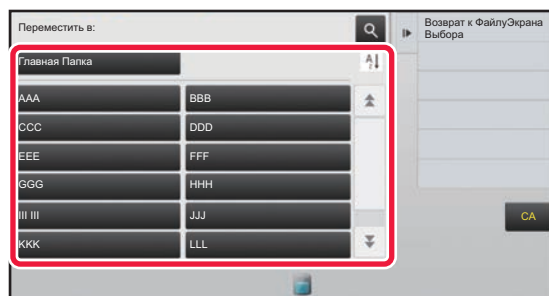 Переместить в:
Возврат к ФайлуЭкрана
Выбора
Главная Папка
AAA
BBB
CCC
DDD
EEE
FFF
GGG
HHH
III III
JJJ
KKK
LLL
CA